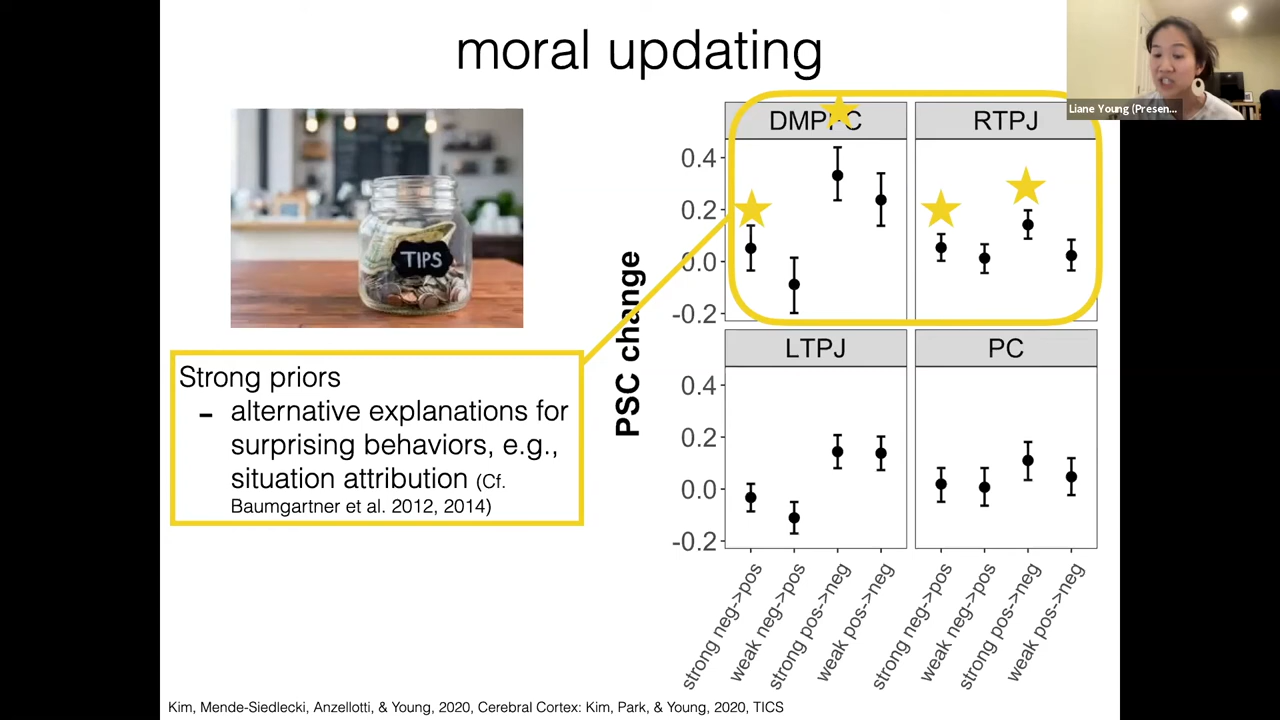 moral updating
Liane Young (Presen...
TIPS
Strong priors
- alternative explanations for
surprising behaviors, e.g.,
situation attribution (Cf.
Baumgartner et al. 2012, 2014)
PSC change
DMPFC
RTPJ
0.4
0.2
0.0
-0.2
LTPJ
PC
0.4
0.2
0.0
-0.2
strong neg->pos
weak neg->pos
strong pos->neg
weak pos->neg
strong neg->pos
weak neg->pos
strong pos->neg
weak pos->neg
Kim, Mende-Siedlecki, Anzellotti, & Young, 2020, Cerebral Cortex: Kim, Park, & Young, 2020, TICS